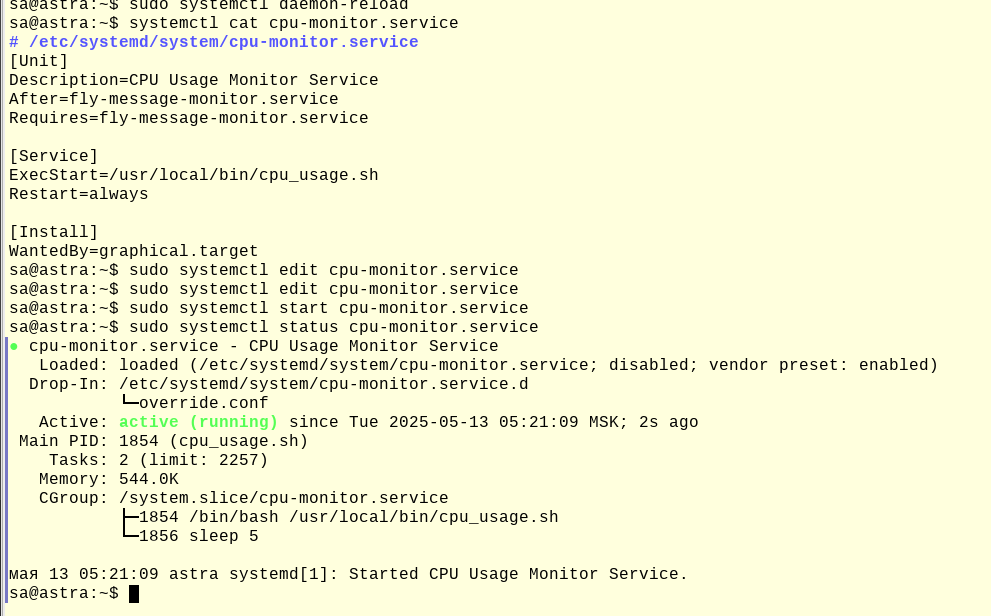 sa@astra:~$ sudo systemctl daemon-reload
sa@astra:~$ systemctl cat cpu-monitor.service
# /etc/systemd/system/cpu-monitor.service
[Unit]
Description=CPU Usage Monitor Service
After=fly-message-monitor.service
Requires=fly-message-monitor.service

[Service]
ExecStart=/usr/local/bin/cpu_usage.sh
Restart=always

[Install]
WantedBy=graphical.target
sa@astra:~$ sudo systemctl edit cpu-monitor.service
sa@astra:~$ sudo systemctl edit cpu-monitor.service
sa@astra:~$ sudo systemctl start cpu-monitor.service
sa@astra:~$ sudo systemctl status cpu-monitor.service
● cpu-monitor.service - CPU Usage Monitor Service
   Loaded: loaded (/etc/systemd/system/cpu-monitor.service; disabled; vendor preset: enabled)
  Drop-In: /etc/systemd/system/cpu-monitor.service.d
           └─override.conf
   Active: active (running) since Tue 2025-05-13 05:21:09 MSK; 2s ago
 Main PID: 1854 (cpu_usage.sh)
    Tasks: 2 (limit: 2257)
   Memory: 544.0K
   CGroup: /system.slice/cpu-monitor.service
           ├─1854 /bin/bash /usr/local/bin/cpu_usage.sh
           └─1856 sleep 5

мая 13 05:21:09 astra systemd[1]: Started CPU Usage Monitor Service.
sa@astra:~$